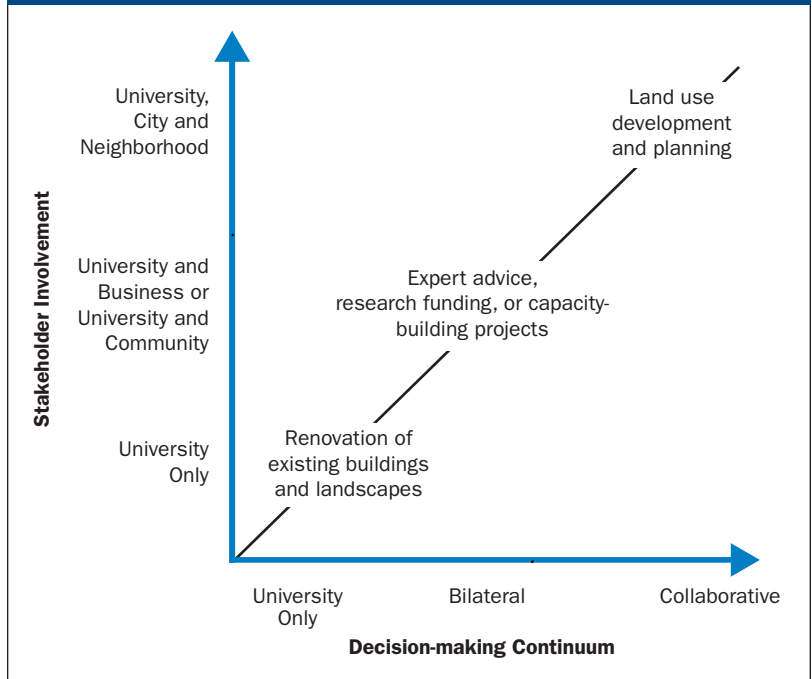 University,
City and
Neighborhood
Land use
development
and planning
Stakeholder Involvement
University and
Business or
University and
Community
Expert advice,
research funding, or capacity-
building projects
University
Only
Renovation of
existing buildings
and landscapes
University
Only
Bilateral
Collaborative
Decision-making Continuum